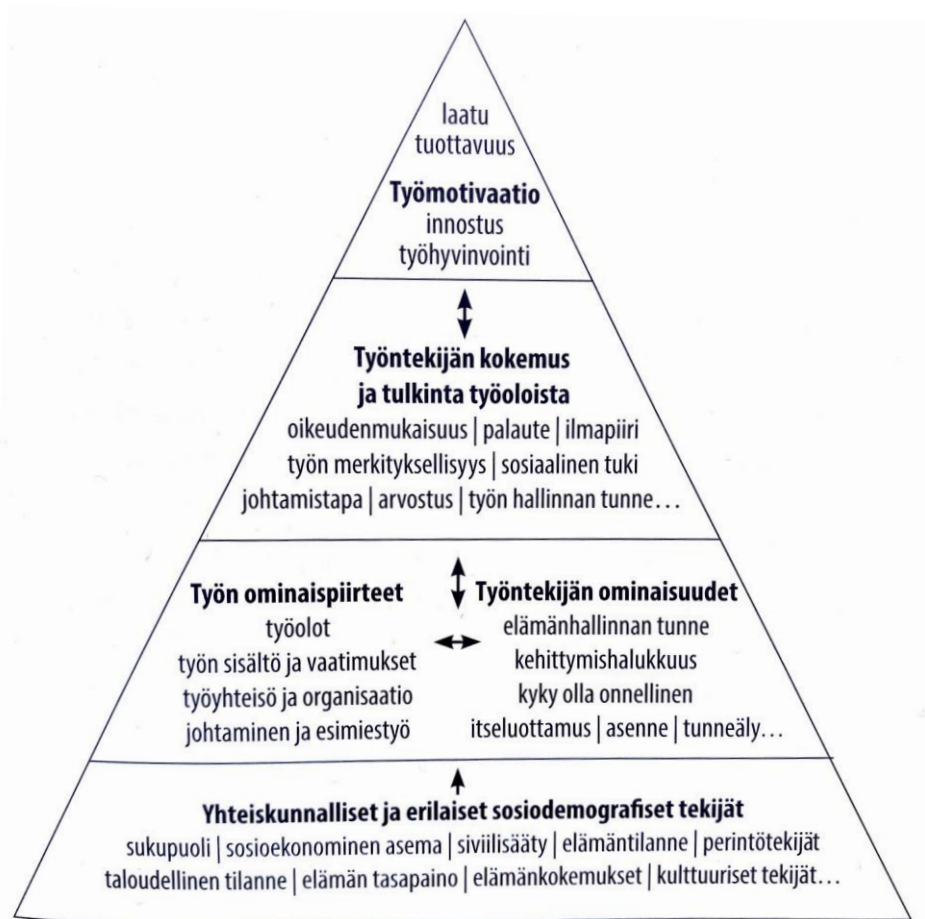 laatu
tuottavuus
Työmotivaatio
innostus
työhyvinvointi
Työntekijän kokemus
ja tulkinta työoloista
oikeudenmukaisuus | palaute | ilmapiiri
työn merkityksellisyys | sosiaalinen tuki
johtamistapa | arvostus | työn hallinnan tunne…
Työn ominaispiirteet
työolot
työn sisältö ja vaatimukset
työyhteisö ja organisaatio
johtaminen ja esimiestyö
Työntekijän ominaisuudet
elämänhallinnan tunne
kehittymishalukkuus
kyky olla onnellinen
itseluottamus | asenne | tunneäly…
Yhteiskunnalliset ja erilaiset sosiodemografiset tekijät
sukupuoli | sosioekonominen asema | siviilisääty | elämäntilanne | perintötekijät
taloudellinen tilanne | elämän tasapaino | elämänkokemukset | kulttuuriset tekijät…